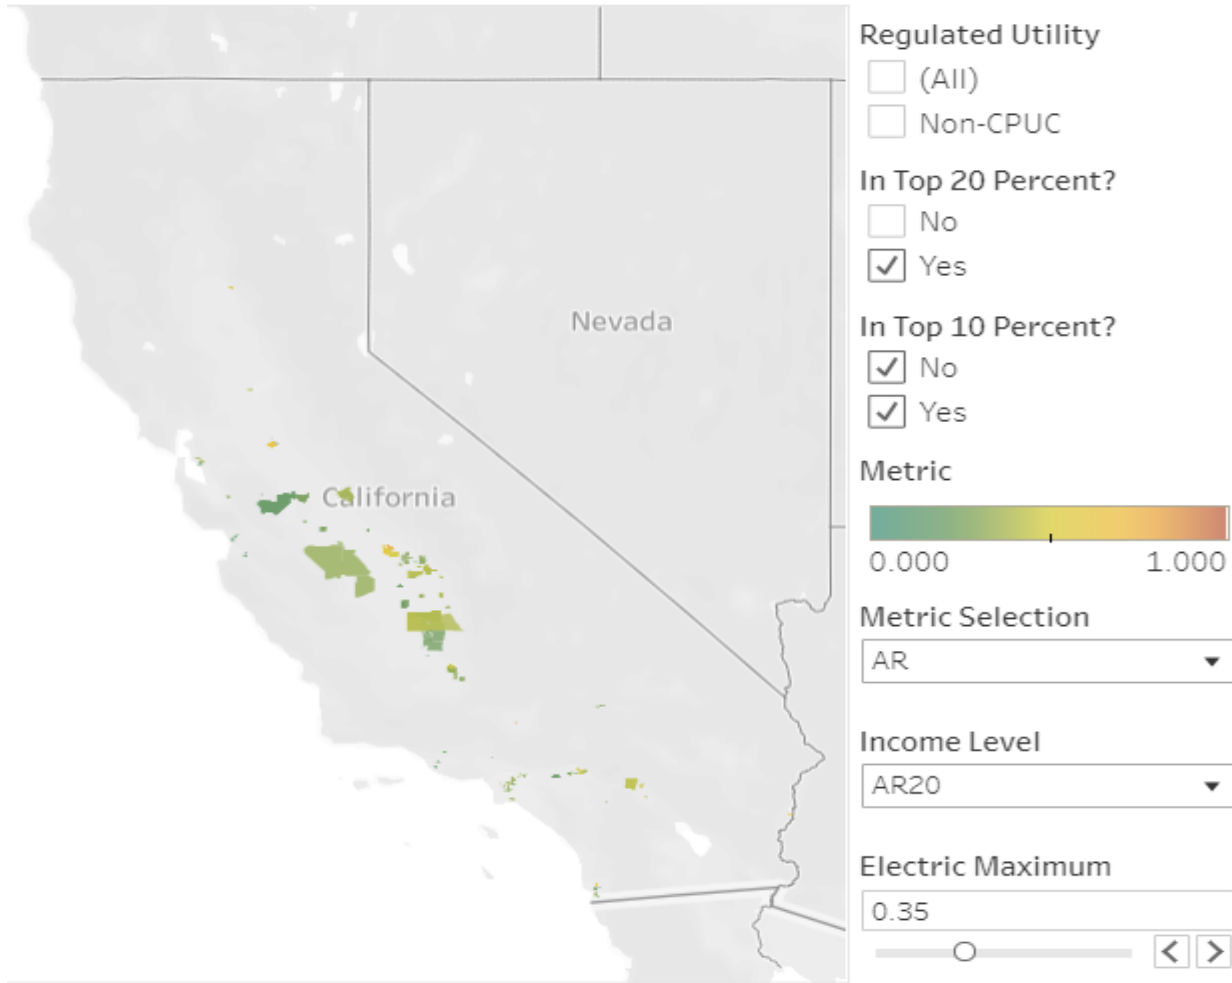 Nevada
California
Regulated Utility
(All)
Non-CPUC
In Top 20 Percent?
No
Yes
In Top 10 Percent?
No
Yes
Metric
0.000 1.000
Metric Selection
AR
Income Level
AR20
Electric Maximum
0.35